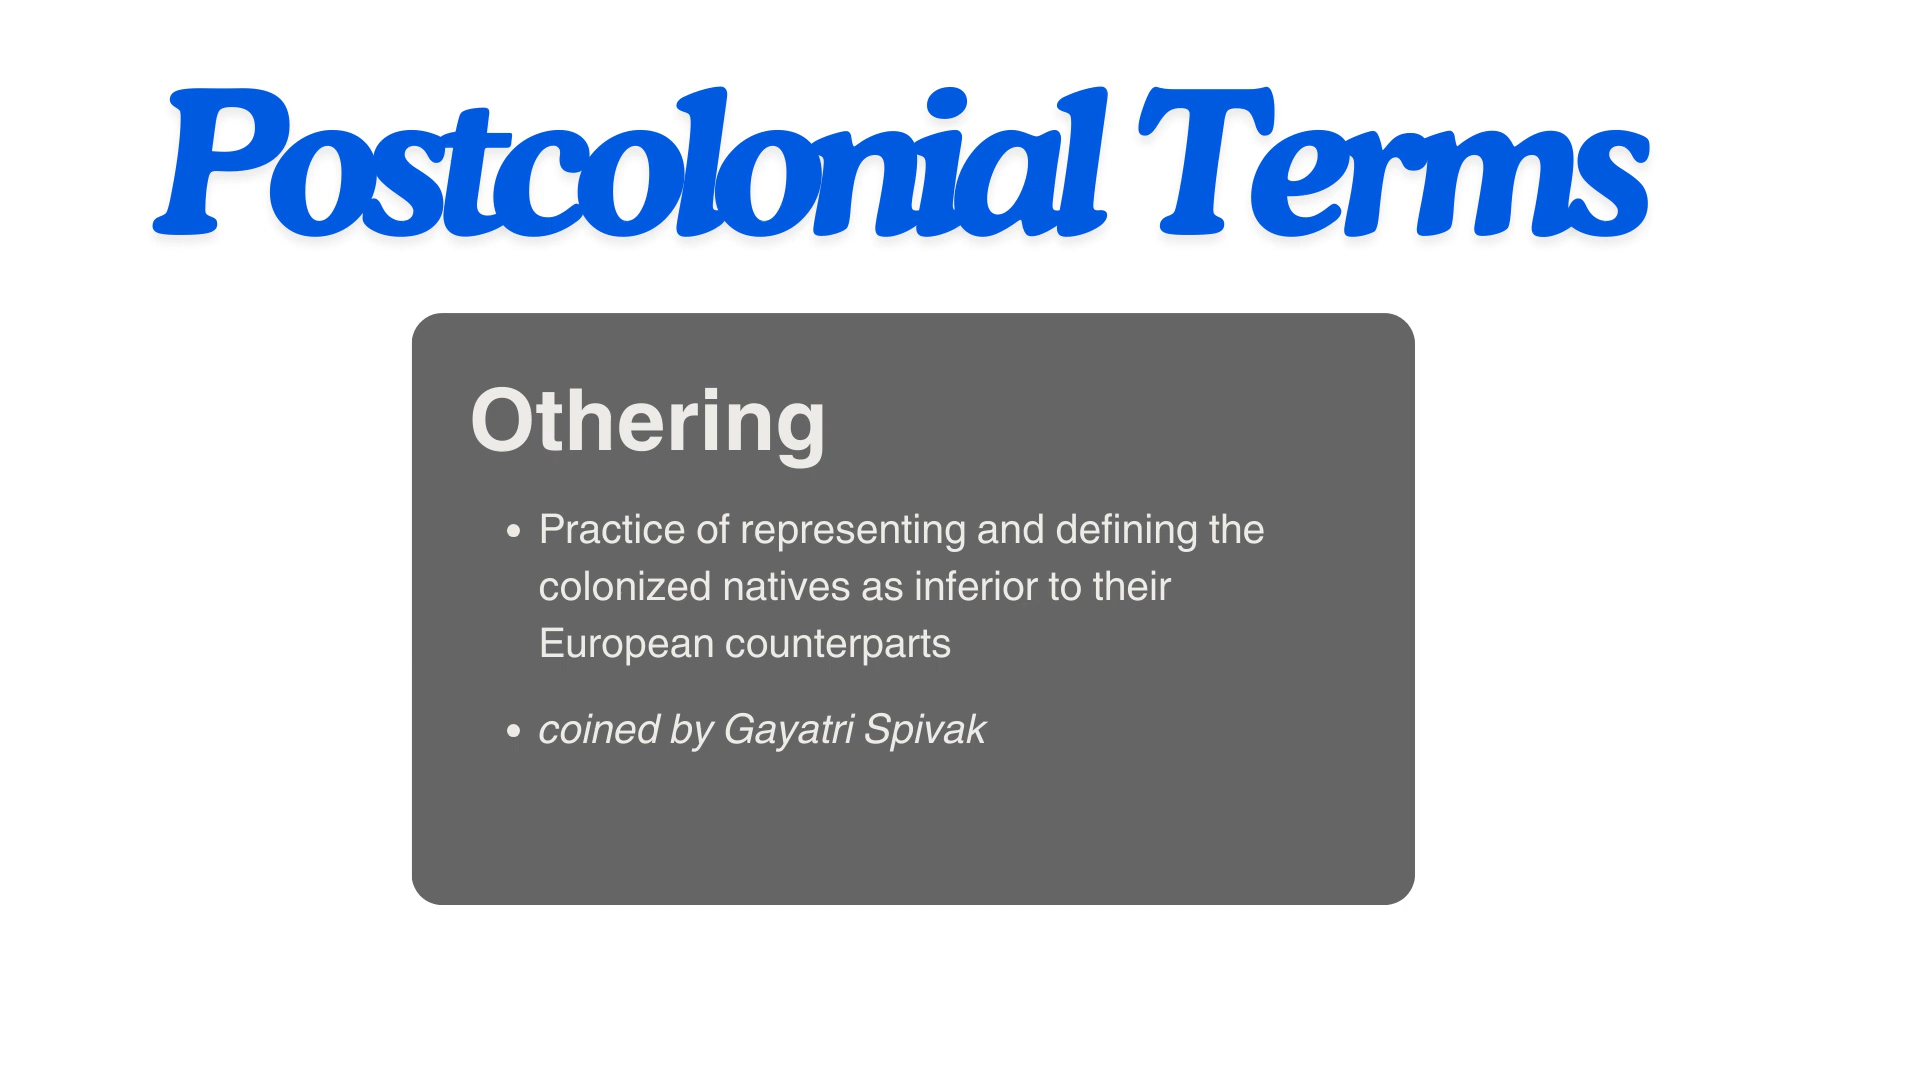 Postcolonial Terms
Othering
• Practice of representing and defining the
colonized natives as inferior to their
European counterparts
• coined by Gayatri Spivak